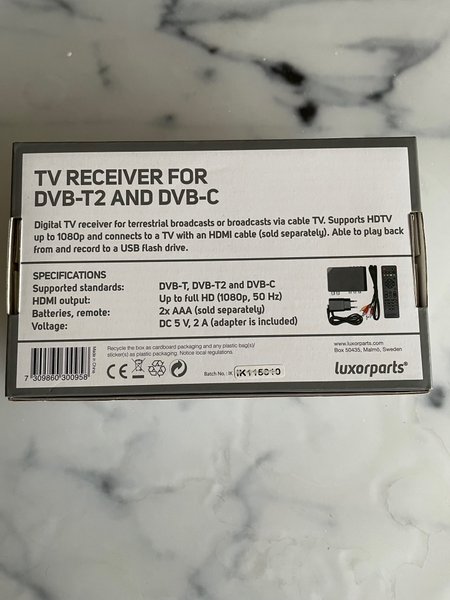 TV RECEIVER FOR
DVB-T2 AND DVB-C
Digital TV receiver for terrestrial broadcasts or broadcasts via cable TV. Supports HDTV
up to 1080p and connects to a TV with an HDMI cable (sold separately). Able to play back
from and record to a USB flash drive.
SPECIFICATIONS
Supported standards: DVB-T, DVB-T2 and DVB-C
HDMI output: Up to full HD (1080p, 50 Hz)
Batteries, remote: 2x AAA (sold separately)
Voltage: DC 5 V, 2 A (adapter is included)
7 309860 300958
Made in China
Recycle the box as cardboard packaging and any plastic bag(s)/
sticker(s) as plastic packaging. Notice local regulations.
CE
Batch No.: IK iK115010
www.luxorparts.com
Box 50435, Malmö, Sweden
luxorparts®